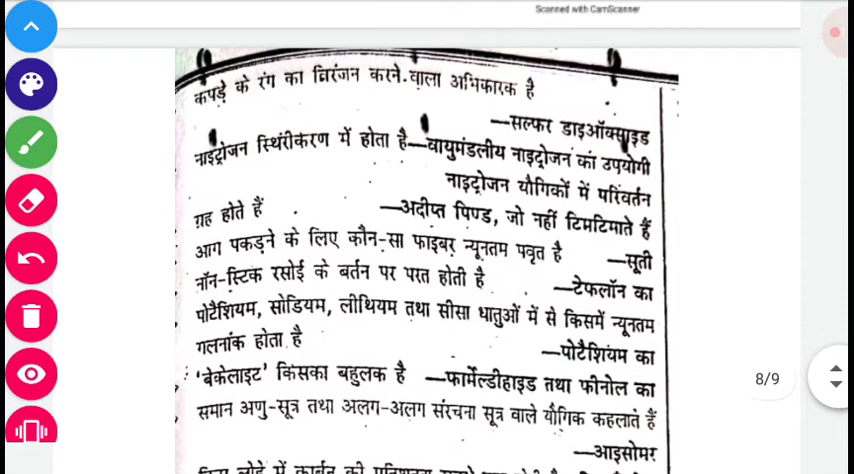 Scanned with CamScanner
कपड़े के रंग का विरंजन करने वाला अभिकारक है
—सल्फर डाइऑक्साइड
नाइट्रोजन स्थिरीकरण में होता है—वायुमंडलीय नाइट्रोजन का उपयोगी
नाइट्रोजन यौगिकों में परिवर्तन
ग्रह होते हैं —अदीप्त पिण्ड, जो नहीं टिमटिमाते हैं
आग पकड़ने के लिए कौन-सा फाइबर न्यूनतम पवृत है —सूती
नॉन-स्टिक रसोई के बर्तन पर परत होती है —टेफलॉन का
पोटैशियम, सोडियम, लीथियम तथा सीसा धातुओं में से किसमें न्यूनतम
गलनांक होता है —पोटैशियम का
'बेकेलाइट' किसका बहुलक है —फार्मेल्डीहाइड तथा फीनोल का
समान अणु-सूत्र तथा अलग-अलग संरचना सूत्र वाले यौगिक कहलाते हैं
—आइसोमर
8/9